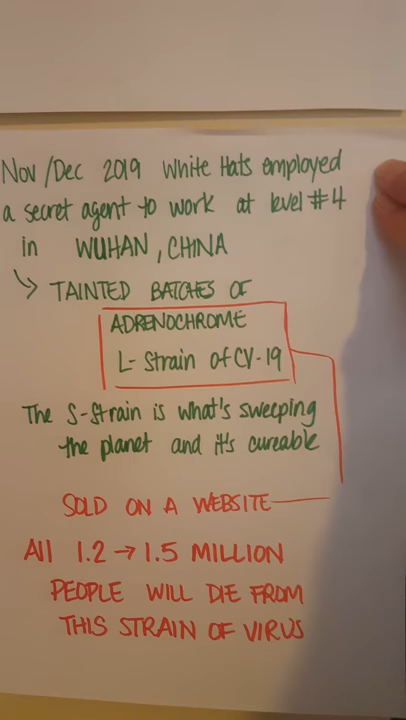 Nov/Dec 2019 White Hats employed
a secret agent to work at level #4
in WUHAN, CHINA
↳ TAINTED BATCHES OF
ADRENOCHROME
L- Strain of CV-19
The S-Strain is what's sweeping
the planet and it's cureable
SOLD ON A WEBSITE
All 1.2 → 1.5 MILLION
PEOPLE WILL DIE FROM
THIS STRAIN OF VIRUS